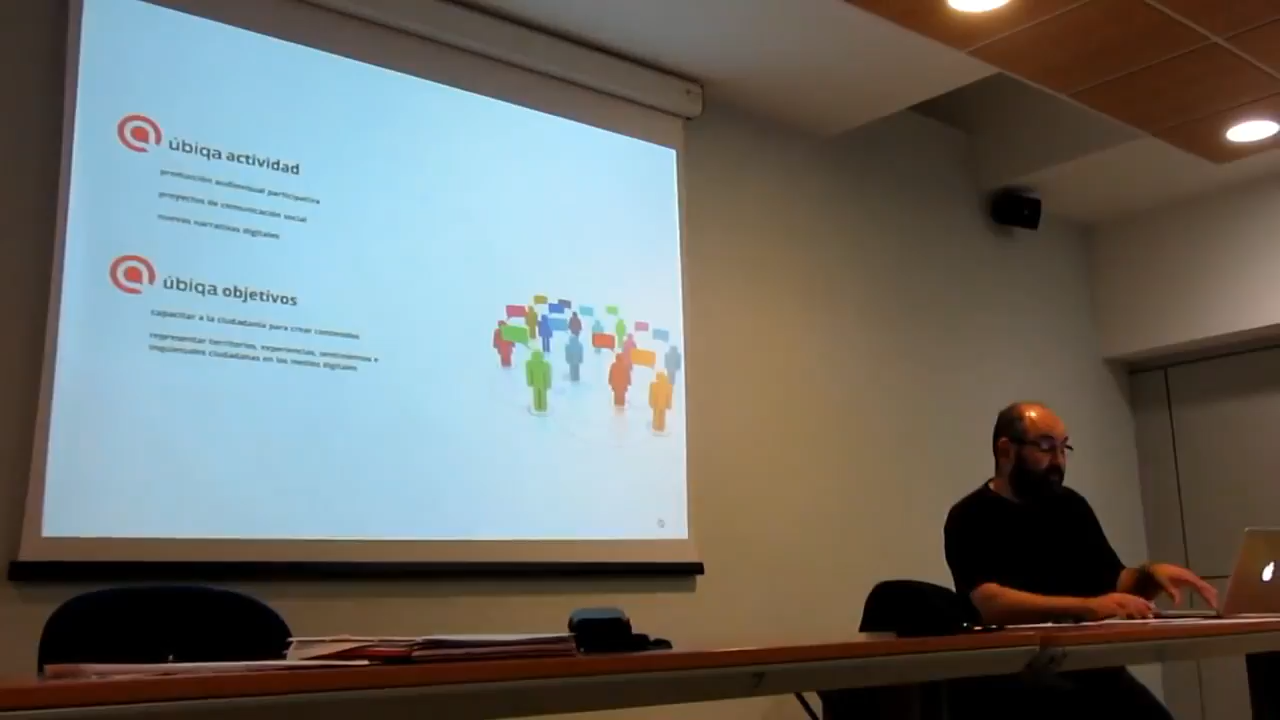 úbiqa actividad
producción audiovisual participativa
proyectos de comunicación social
nuevas narrativas digitales
úbiqa objetivos
capacitar a la ciudadanía para crear contenidos
representar territorios, experiencias, sentimientos e
inquietudes ciudadanas en los medios digitales